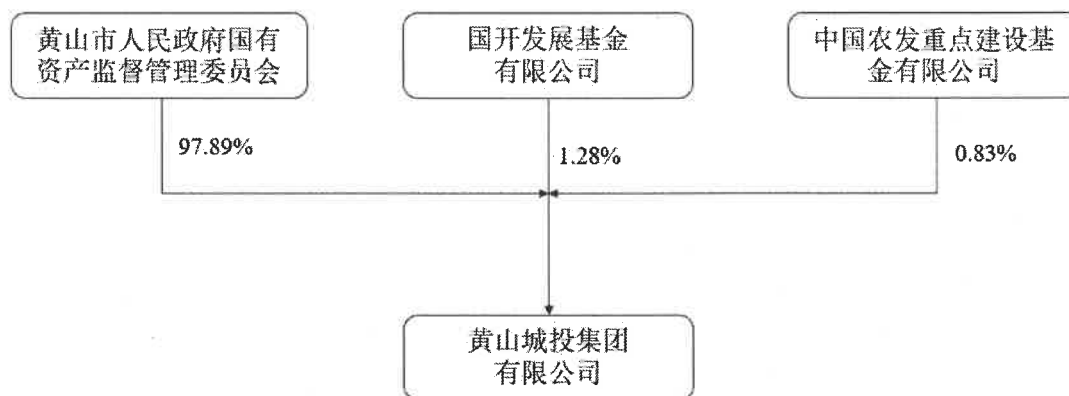 黄山市人民政府国有
资产监督管理委员会
国开发展基金
有限公司
中国农发重点建设基
金有限公司
97.89%
1.28%
0.83%
黄山城投集团
有限公司